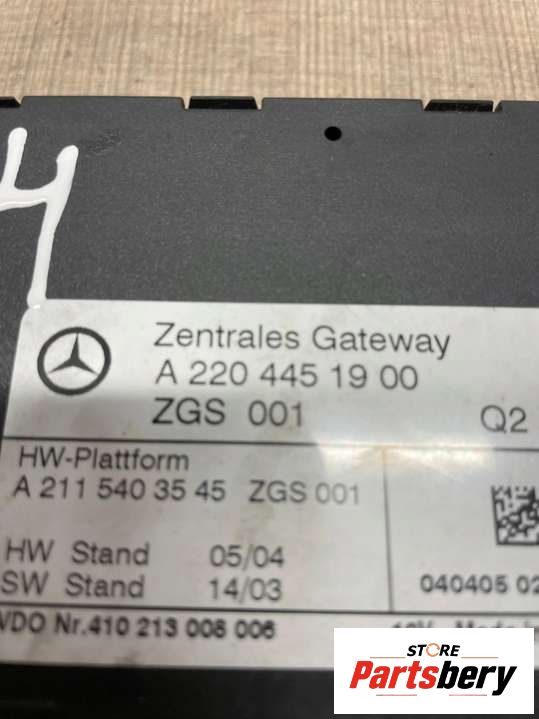 4
Zentrales Gateway
A 220 445 19 00
ZGS 001 Q2
HW-Plattform
A 211 540 35 45 ZGS 001
HW Stand 05/04
SW Stand 14/03
040405 02
VDO Nr.410 213 006 006
STORE
Partsbery